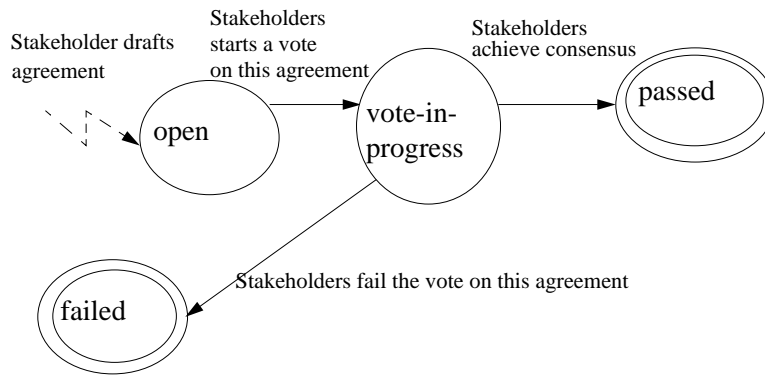 Stakeholder drafts
agreement
Stakeholders
starts a vote
on this agreement
Stakeholders
achieve consensus
open
vote-in-
progress
passed
Stakeholders fail the vote on this agreement
failed